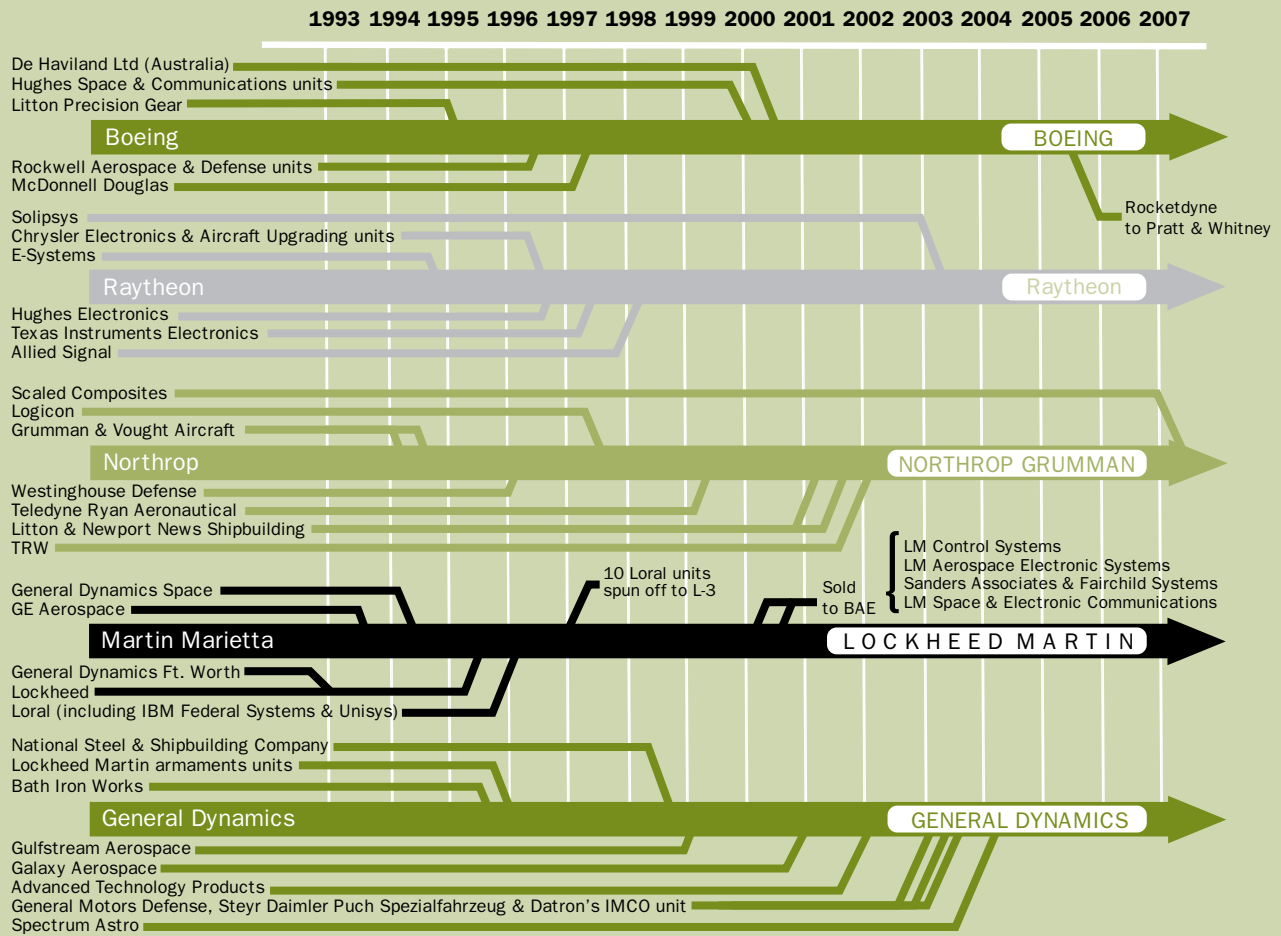 1993 1994 1995 1996 1997 1998 1999 2000 2001 2002 2003 2004 2005 2006 2007
De Haviland Ltd (Australia)
Hughes Space & Communications units
Litton Precision Gear
Boeing
BOEING
Rockwell Aerospace & Defense units
McDonnell Douglas
Rocketdyne
to Pratt & Whitney
Solipsys
Chrysler Electronics & Aircraft Upgrading units
E-Systems
Raytheon
Raytheon
Hughes Electronics
Texas Instruments Electronics
Allied Signal
Scaled Composites
Logicon
Grumman & Vought Aircraft
Northrop
NORTHROP GRUMMAN
Westinghouse Defense
Teledyne Ryan Aeronautical
Litton & Newport News Shipbuilding
TRW
General Dynamics Space
GE Aerospace
10 Loral units
spun off to L-3
Sold
to BAE
LM Control Systems
LM Aerospace Electronic Systems
Sanders Associates & Fairchild Systems
LM Space & Electronic Communications
Martin Marietta
LOCKHEED MARTIN
General Dynamics Ft. Worth
Lockheed
Loral (including IBM Federal Systems & Unisys)
National Steel & Shipbuilding Company
Lockheed Martin armaments units
Bath Iron Works
General Dynamics
GENERAL DYNAMICS
Gulfstream Aerospace
Galaxy Aerospace
Advanced Technology Products
General Motors Defense, Steyr Daimler Puch Spezialfahrzeug & Datron's IMCO unit
Spectrum Astro